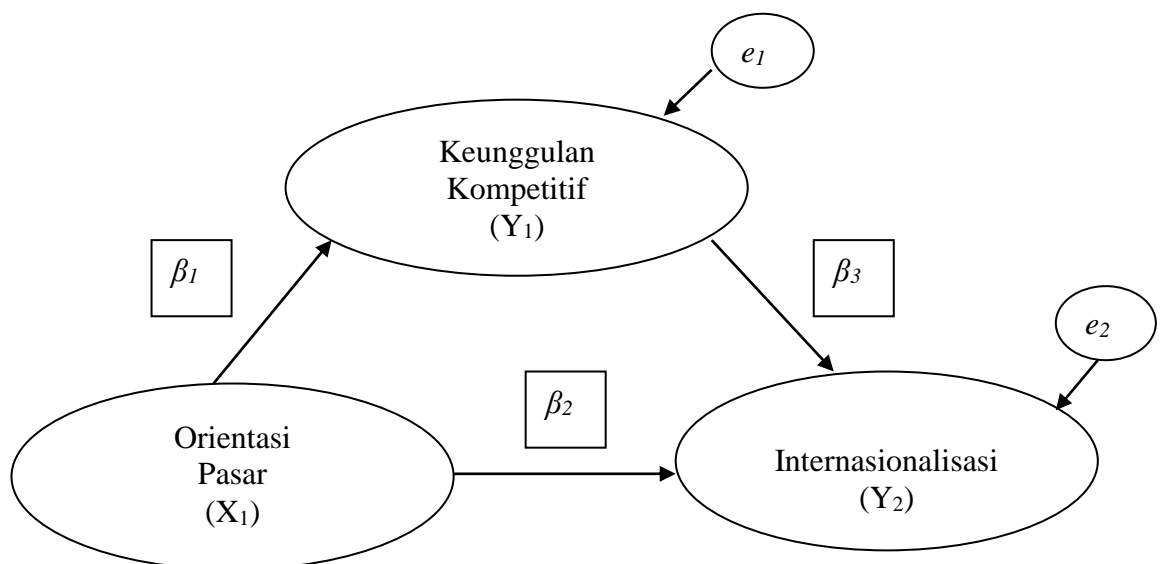 e1
Keunggulan
Kompetitif
(Y1)
β1
β3
e2
β2
Orientasi
Pasar
(X1)
Internasionalisasi
(Y2)